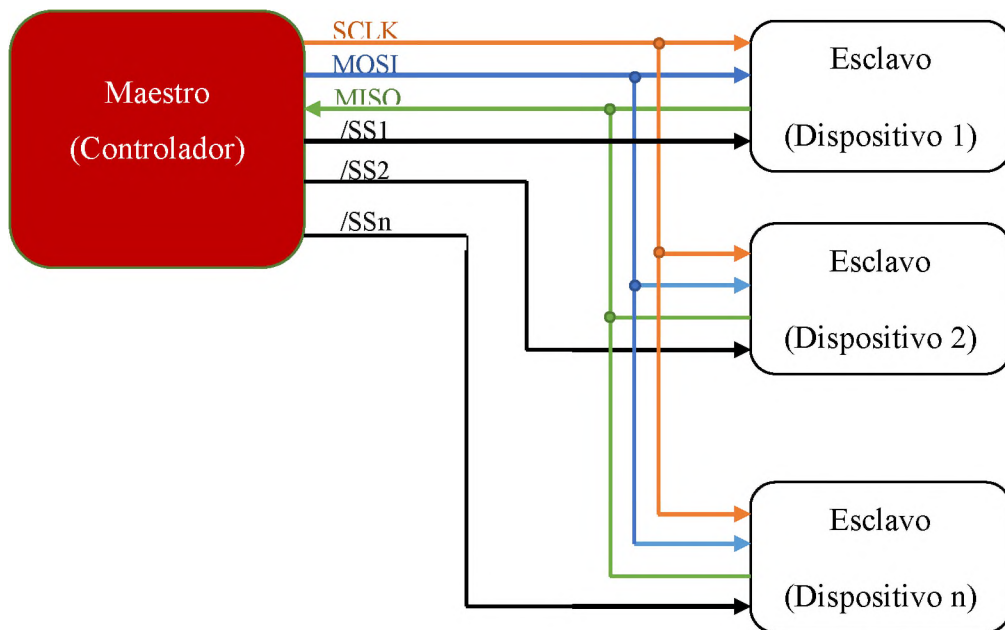 Maestro
(Controlador)
SCLK
MOSI
MISO
/SS1
/SS2
/SSn
Esclavo
(Dispositivo 1)
Esclavo
(Dispositivo 2)
Esclavo
(Dispositivo n)